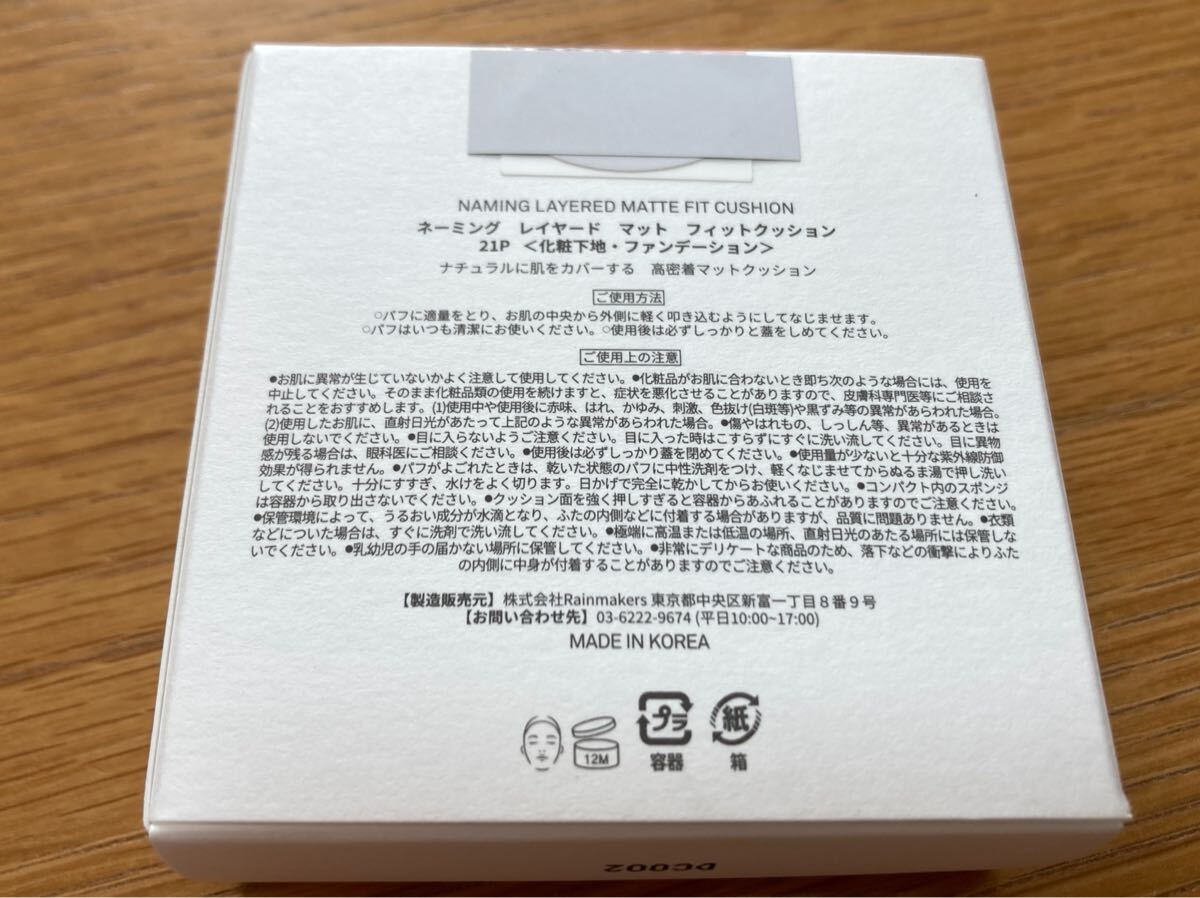 NAMING LAYERED MATTE FIT CUSHION
ネーミング　レイヤード　マット　フィットクッション
21P ＜化粧下地・ファンデーション＞
ナチュラルに肌をカバーする　高密着マットクッション
ご使用方法
○パフに適量をとり、お肌の中央から外側に軽く叩き込むようにしてなじませます。
○パフはいつも清潔にお使いください。○使用後は必ずしっかりと蓋をしめてください。
ご使用上の注意
●お肌に異常が生じていないかよく注意して使用してください。●化粧品がお肌に合わないとき即ち次のような場合には、使用を
中止してください。そのまま化粧品類の使用を続けますと、症状を悪化させることがありますので、皮膚科専門医等にご相談さ
れることをおすすめします。(1)使用中や使用後に赤味、はれ、かゆみ、刺激、色抜け(白斑等)や黒ずみ等の異常があらわれた場合。
(2)使用したお肌に、直射日光があたって上記のような異常があらわれた場合。●傷やはれもの、しっしん等、異常があるときは
使用しないでください。●目に入らないようご注意ください。目に入った時はこすらずにすぐに洗い流してください。目に異物
感が残る場合は、眼科医にご相談ください。●使用後は必ずしっかり蓋を閉めてください。●使用量が少ないと十分な紫外線防御
効果が得られません。●パフがよごれたときは、乾いた状態のパフに中性洗剤をつけ、軽くなじませてからぬるま湯で押し洗い
してください。十分にすすぎ、水けをよく切ります。日かげで完全に乾かしてからお使いください。●コンパクト内のスポンジ
は容器から取り出さないでください。●クッション面を強く押しすぎると容器からあふれることがありますのでご注意ください。
●保管環境によって、うるおい成分が水滴となり、ふたの内側などに付着する場合がありますが、品質に問題ありません。●衣類
などについた場合は、すぐに洗剤で洗い流してください。●極端に高温または低温の場所、直射日光のあたる場所には保管しな
いでください。●乳幼児の手の届かない場所に保管してください。●非常にデリケートな商品のため、落下などの衝撃によりふた
の内側に中身が付着することがありますのでご注意ください。
【製造販売元】株式会社Rainmakers 東京都中央区新富一丁目８番９号
【お問い合わせ先】03-6222-9674 (平日10:00~17:00)
MADE IN KOREA
12M
プラ
容器
紙
箱
DC002